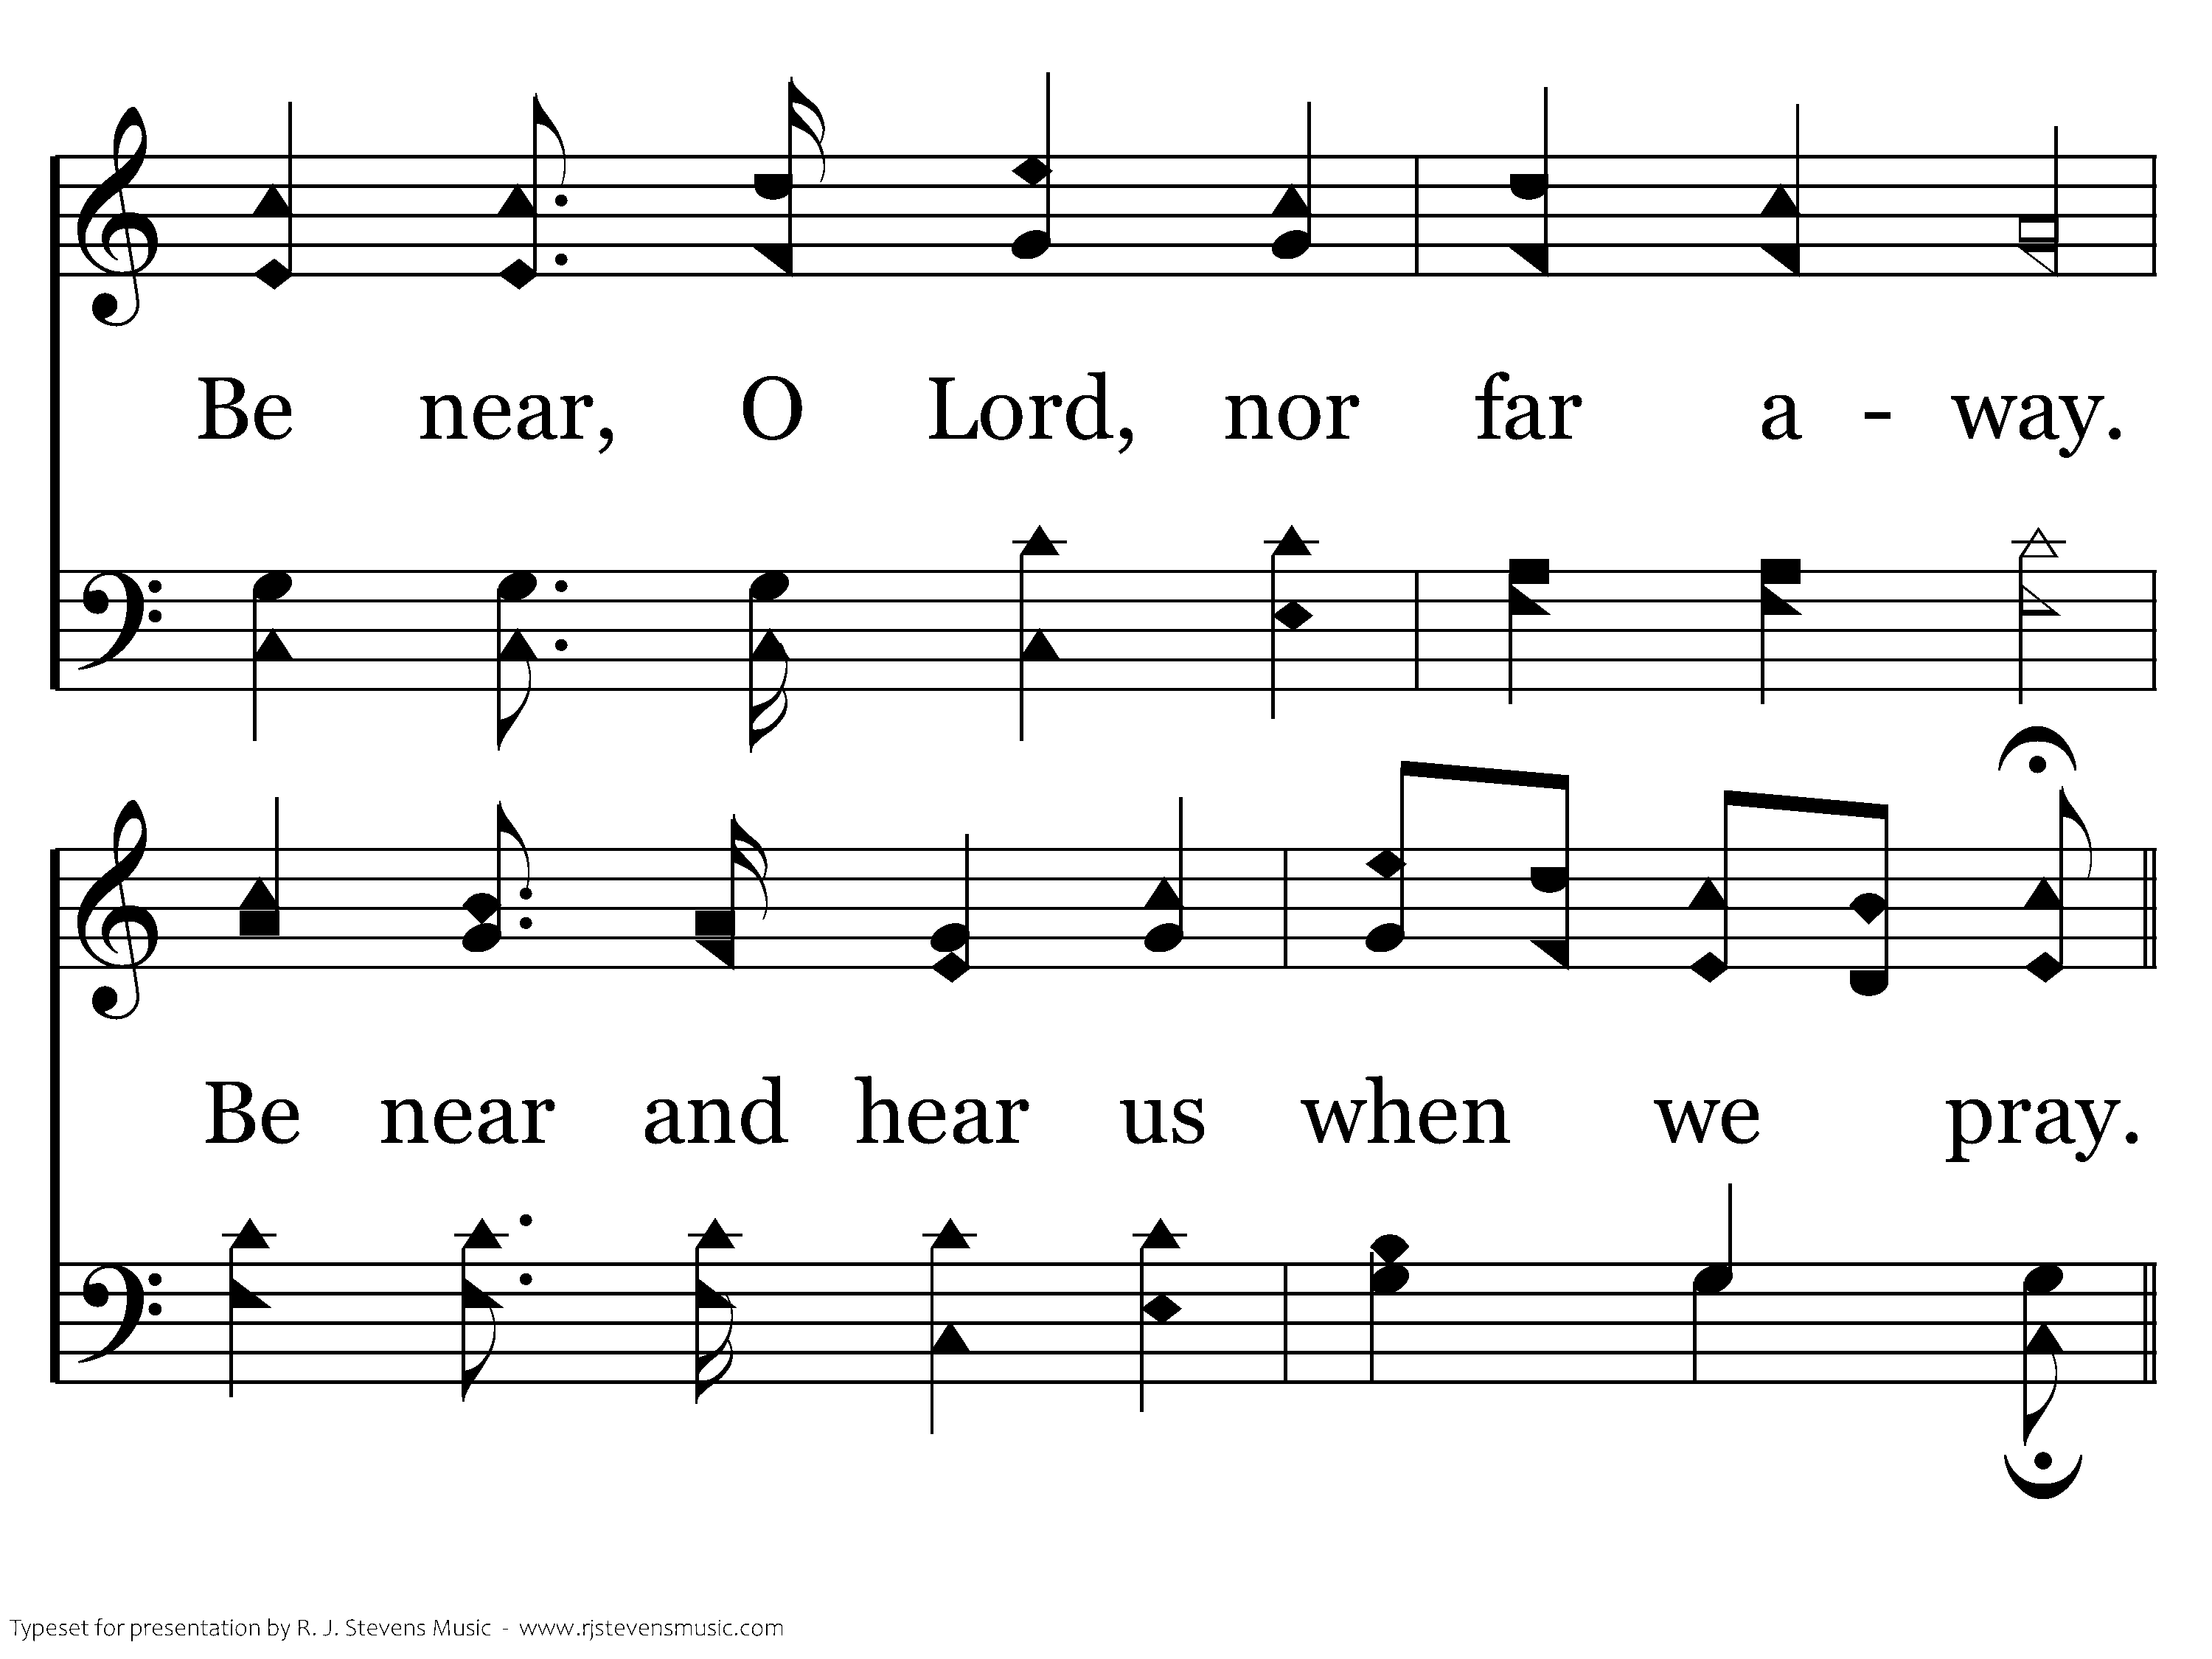 Be near, O Lord, nor far a - way.
Be near and hear us when we pray.
Typeset for presentation by R. J. Stevens Music - www.rjstevensmusic.com